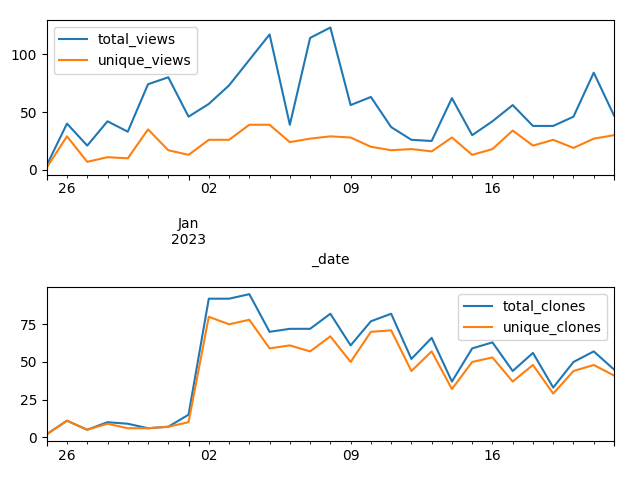 total_views
unique_views
100
50
0
26
02
09
16
Jan
2023
_date
total_clones
unique_clones
75
50
25
0
26
02
09
16